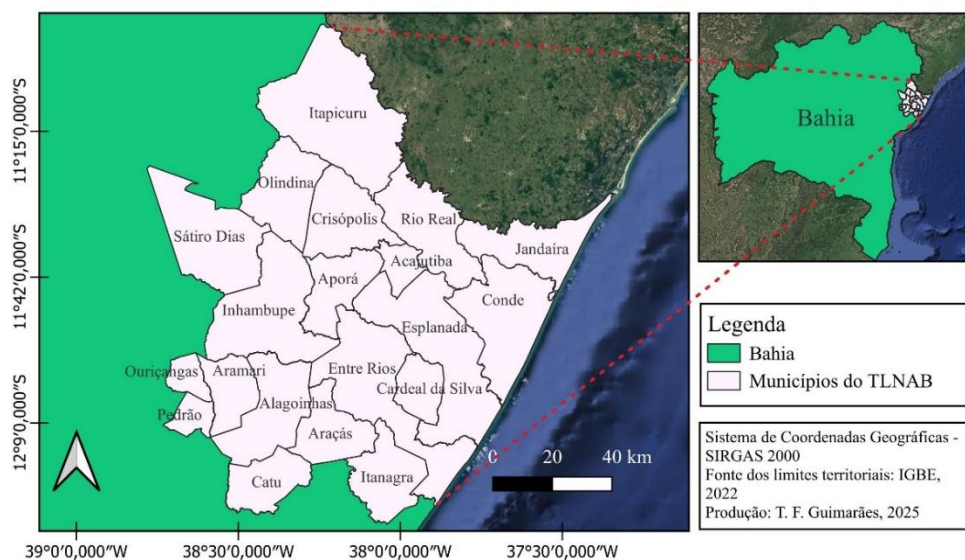 Itapicuru
Olindina
Crisópolis
Rio Real
Sátiro Dias
Jandaíra
Acajutiba
Aporá
Conde
Inhambupe
Esplanada
Ouriçangas
Aramari
Entre Rios
Cardeal da Silva
Alagoinhas
Pedrão
Araçás
Catu
Itanagra
0 20 40 km
11°15'0,000"S
11°42'0,000"S
12°9'0,000"S
39°0'0,000"W
38°30'0,000"W
38°0'0,000"W
37°30'0,000"W
Bahia
Legenda
Bahia
Municípios do TLNAB
Sistema de Coordenadas Geográficas -
SIRGAS 2000
Fonte dos limites territoriais: IGBE,
2022
Produção: T. F. Guimarães, 2025